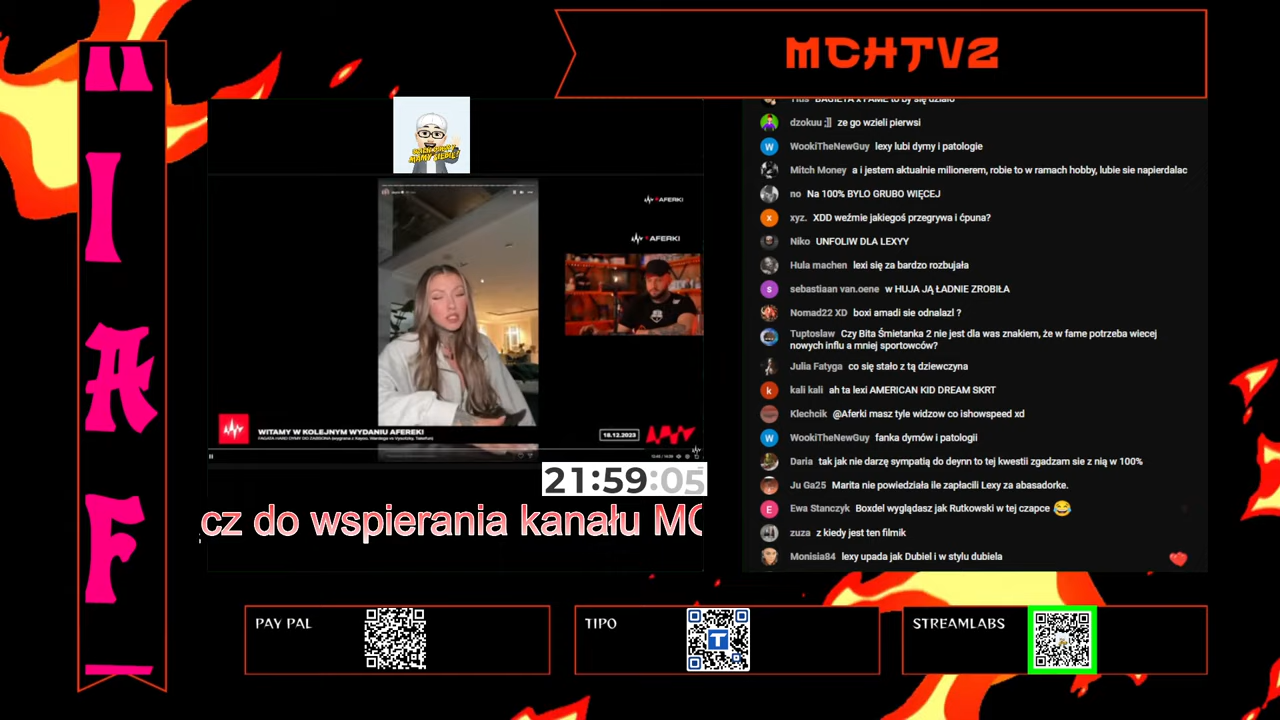 MCHTV2
Titus BAGIETA x FAME to by się działo
dzokuu ;]] ze go wzieli pierwsi
WookiTheNewGuy lexy lubi dymy i patologie
Mitch Money a i jestem aktualnie milionerem, robie to w ramach hobby, lubie sie napierdalac
no Na 100% BYLO GRUBO WIĘCEJ
xyz. XDD weźmie jakiegoś przegrywa i ćpuna?
Niko UNFOLIW DLA LEXYY
Hula machen lexi się za bardzo rozbujała
sebastiaan van.oene w HUJA JĄ ŁADNIE ZROBIŁA
Nomad22 XD boxi amadi sie odnalazl ?
Tuptoslaw Czy Bita Śmietanka 2 nie jest dla was znakiem, że w fame potrzeba wiecej
nowych influ a mniej sportowców?
Julia Fatyga co się stało z tą dziewczyna
kali kali ah ta lexi AMERICAN KID DREAM SKRT
Klechcik @Aferki masz tyle widzow co ishowspeed xd
WookiTheNewGuy fanka dymów i patologii
Daria tak jak nie darzę sympatią do deynn to tej kwestii zgadzam sie z nią w 100%
Ju Ga25 Marita nie powiedziała ile zapłacili Lexy za abasadorke.
Ewa Stanczyk Boxdel wyglądasz jak Rutkowski w tej czapce 😂
zuza z kiedy jest ten filmik
Monisia84 lexy upada jak Dubiel i w stylu dubiela
MAMY CIEBIE!
AFERKI
AFERKI
WITAMY W KOLEJNYM WYDANIU AFEREK!
18.12.2023
21:59:05
cz do wspierania kanału MC
I
A
F
PAY PAL
TIPO
T
STREAMLABS